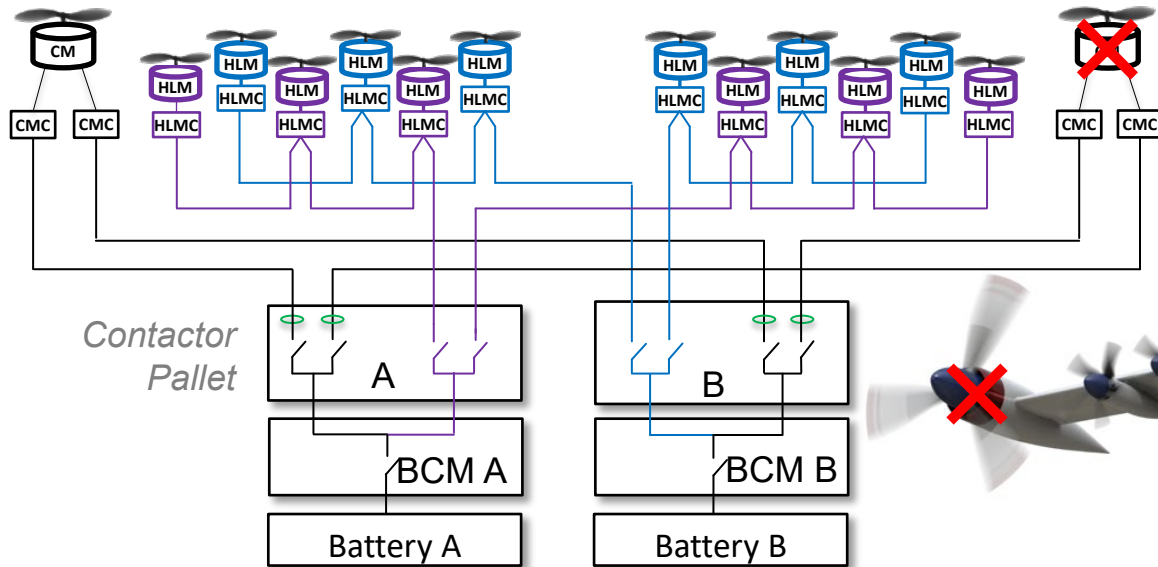 CM
HLM HLM HLM HLM HLM HLM
HLM HLM HLM HLM HLM HLM
HLMC HLMC HLMC HLMC HLMC HLMC
CMC CMC HLMC HLMC HLMC HLMC HLMC HLMC CMC CMC
Contactor
Pallet
A
B
BCM A
BCM B
Battery A
Battery B